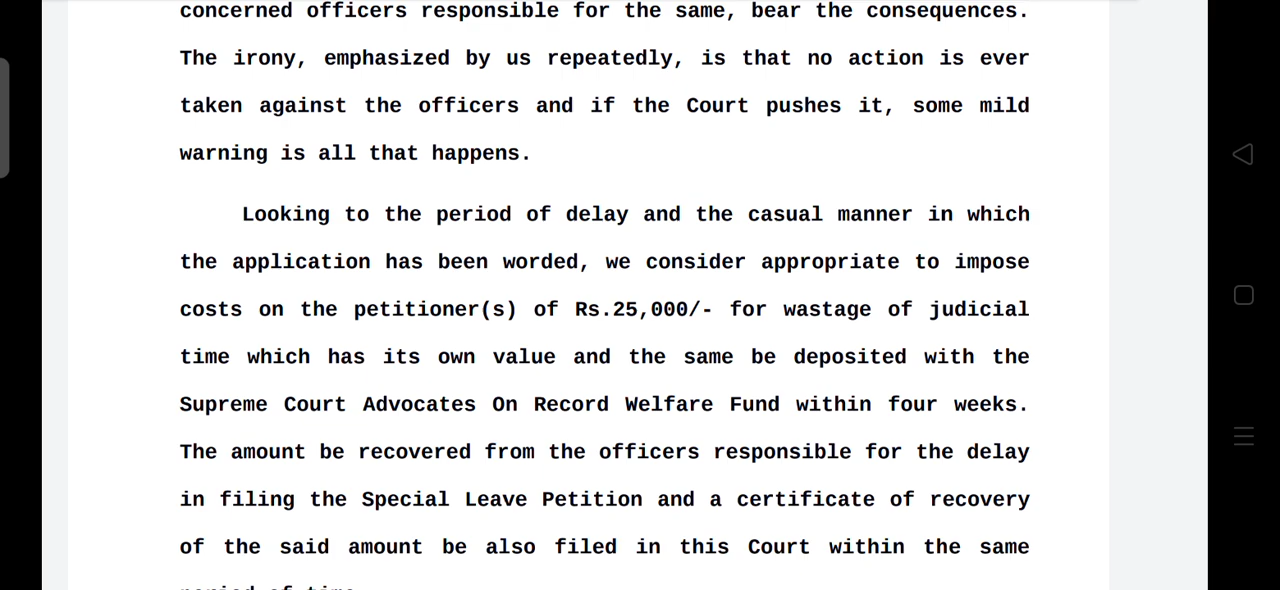 concerned officers responsible for the same, bear the consequences.
The irony, emphasized by us repeatedly, is that no action is ever
taken against the officers and if the Court pushes it, some mild
warning is all that happens.
Looking to the period of delay and the casual manner in which
the application has been worded, we consider appropriate to impose
costs on the petitioner(s) of Rs.25,000/- for wastage of judicial
time which has its own value and the same be deposited with the
Supreme Court Advocates On Record Welfare Fund within four weeks.
The amount be recovered from the officers responsible for the delay
in filing the Special Leave Petition and a certificate of recovery
of the said amount be also filed in this Court within the same
period of time